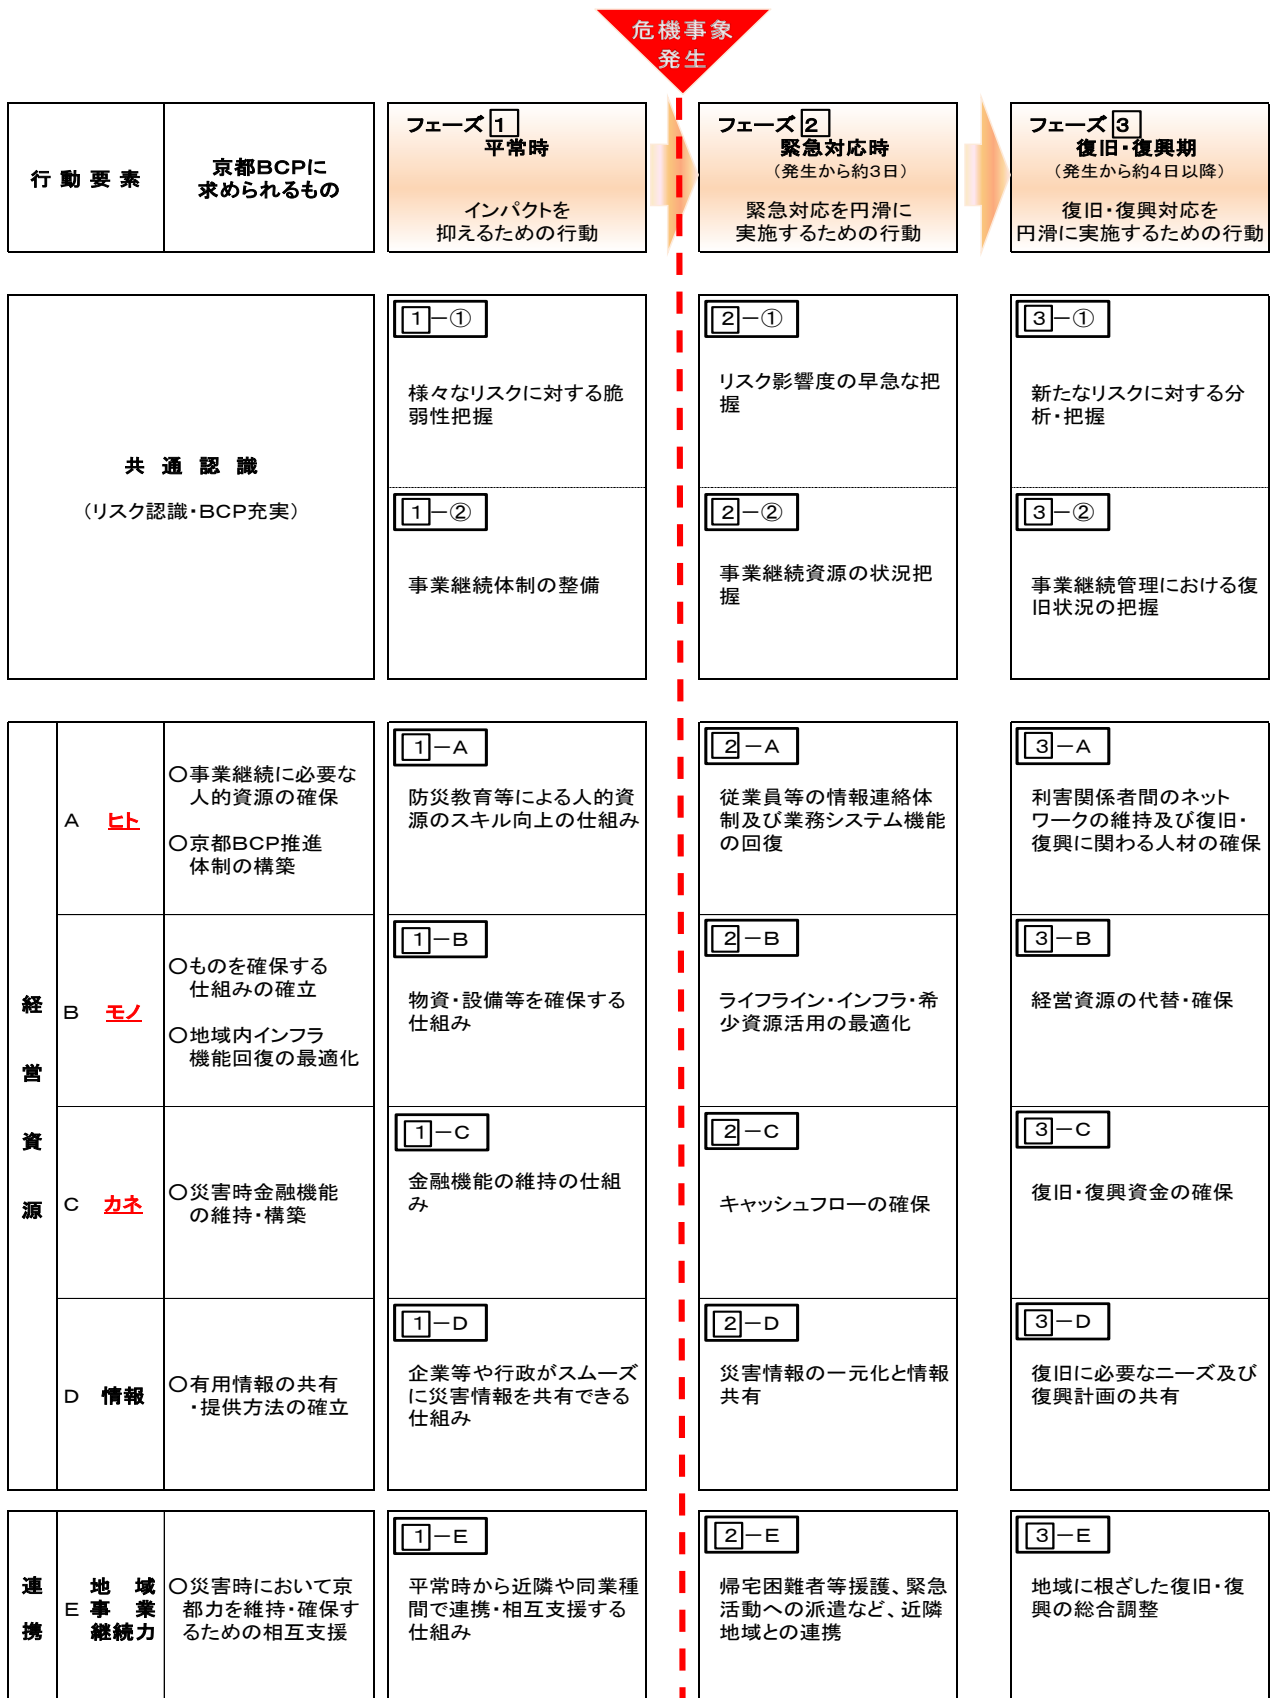 危機事象
発生
行動要素
京都BCPに
求められるもの
フェーズ1
平常時
インパクトを
抑えるための行動
フェーズ2
緊急対応時
（発生から約3日）
緊急対応を円滑に
実施するための行動
フェーズ3
復旧・復興期
（発生から約4日以降）
復旧・復興対応を
円滑に実施するための行動
共通認識
（リスク認識・BCP充実）
1－①
様々なリスクに対する脆
弱性把握
2－①
リスク影響度の早急な把
握
3－①
新たなリスクに対する分
析・把握
1－②
事業継続体制の整備
2－②
事業継続資源の状況把
握
3－②
事業継続管理における復
旧状況の把握
経営資源
A ヒト
○事業継続に必要な
人的資源の確保
○京都BCP推進
体制の構築
1－A
防災教育等による人的資
源のスキル向上の仕組み
2－A
従業員等の情報連絡体
制及び業務システム機能
の回復
3－A
利害関係者間のネット
ワークの維持及び復旧・
復興に関わる人材の確保
B モノ
○ものを確保する
仕組みの確立
○地域内インフラ
機能回復の最適化
1－B
物資・設備等を確保する
仕組み
2－B
ライフライン・インフラ・希
少資源活用の最適化
3－B
経営資源の代替・確保
C カネ
○災害時金融機能
の維持・構築
1－C
金融機能の維持の仕組
み
2－C
キャッシュフローの確保
3－C
復旧・復興資金の確保
D 情報
○有用情報の共有
・提供方法の確立
1－D
企業等や行政がスムーズ
に災害情報を共有できる
仕組み
2－D
災害情報の一元化と情報
共有
3－D
復旧に必要なニーズ及び
復興計画の共有
連携
E 地域
事業
継続力
○災害時において京
都力を維持・確保す
るための相互支援
1－E
平常時から近隣や同業種
間で連携・相互支援する
仕組み
2－E
帰宅困難者等援護、緊急
活動への派遣など、近隣
地域との連携
3－E
地域に根ざした復旧・復
興の総合調整